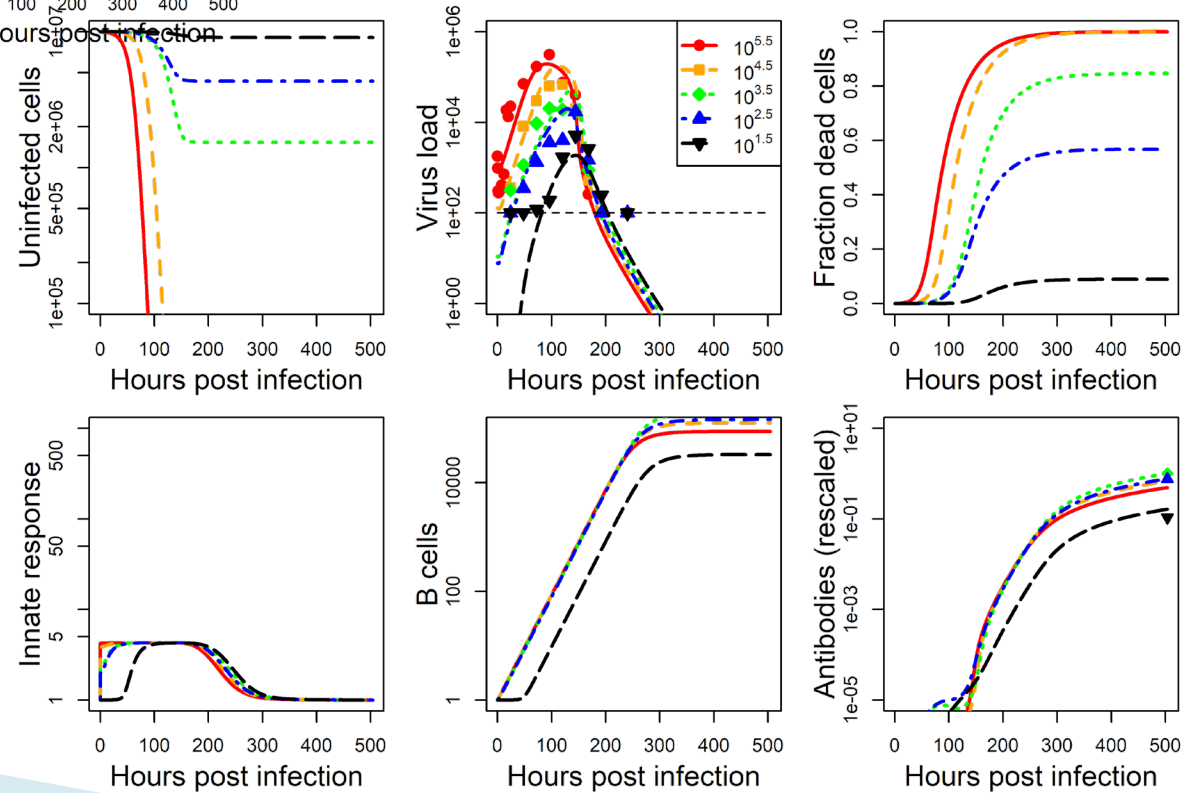 100 200 300 400 500
ours post infection
Uninfected cells
1e+07
2e+06
5e+05
1e+05
0 100 200 300 400 500
Hours post infection
Virus load
1e+06
1e+04
1e+02
1e+00
10^5.5
10^4.5
10^3.5
10^2.5
10^1.5
0 100 200 300 400 500
Hours post infection
Fraction dead cells
1.0
0.8
0.6
0.4
0.2
0.0
0 100 200 300 400 500
Hours post infection
Innate response
500
50
5
1
0 100 200 300 400 500
Hours post infection
B cells
10000
100
1
0 100 200 300 400 500
Hours post infection
Antibodies (rescaled)
1e+01
1e-01
1e-03
1e-05
0 100 200 300 400 500
Hours post infection